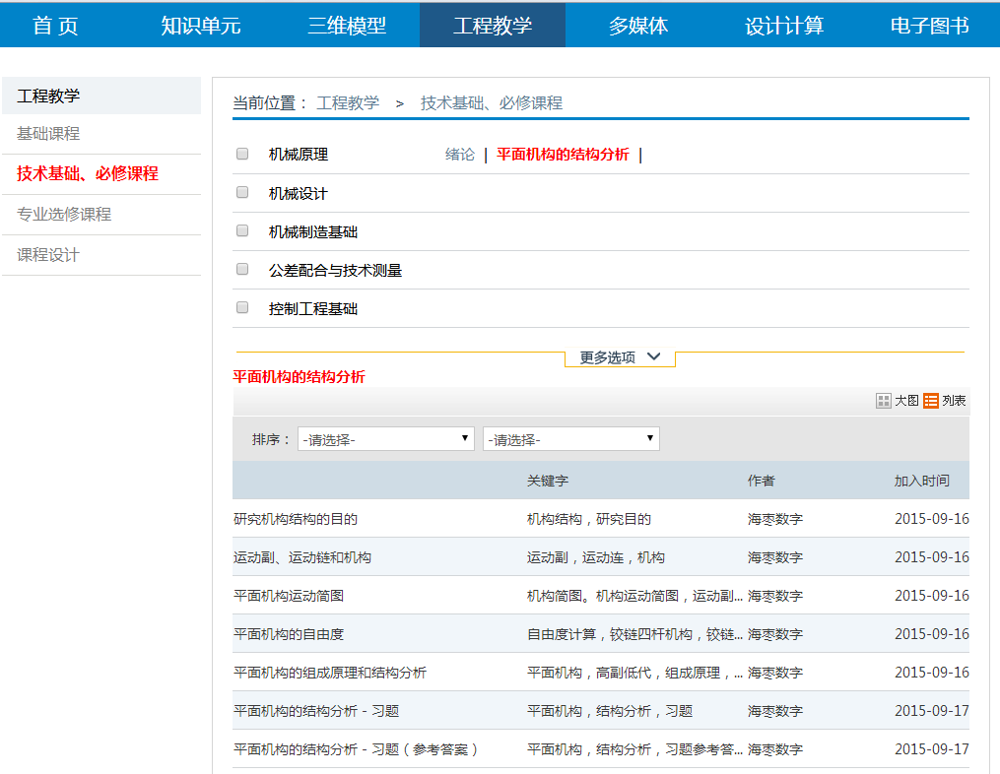 首 页 知识单元 三维模型 工程教学 多媒体 设计计算 电子图书
工程教学
基础课程
技术基础、必修课程
专业选修课程
课程设计
当前位置： 工程教学 > 技术基础、必修课程
机械原理 绪论 | 平面机构的结构分析 |
机械设计
机械制造基础
公差配合与技术测量
控制工程基础
更多选项
平面机构的结构分析
大图 列表
排序： -请选择- -请选择-
关键字 作者 加入时间
研究机构结构的目的 机构结构，研究目的 海枣数字 2015-09-16
运动副、运动链和机构 运动副，运动连，机构 海枣数字 2015-09-16
平面机构运动简图 机构简图。机构运动简图，运动副... 海枣数字 2015-09-16
平面机构的自由度 自由度计算，铰链四杆机构，铰链... 海枣数字 2015-09-16
平面机构的组成原理和结构分析 平面机构，高副低代，组成原理，... 海枣数字 2015-09-16
平面机构的结构分析－习题 平面机构，结构分析，习题 海枣数字 2015-09-17
平面机构的结构分析－习题（参考答案） 平面机构，结构分析，习题参考答... 海枣数字 2015-09-17